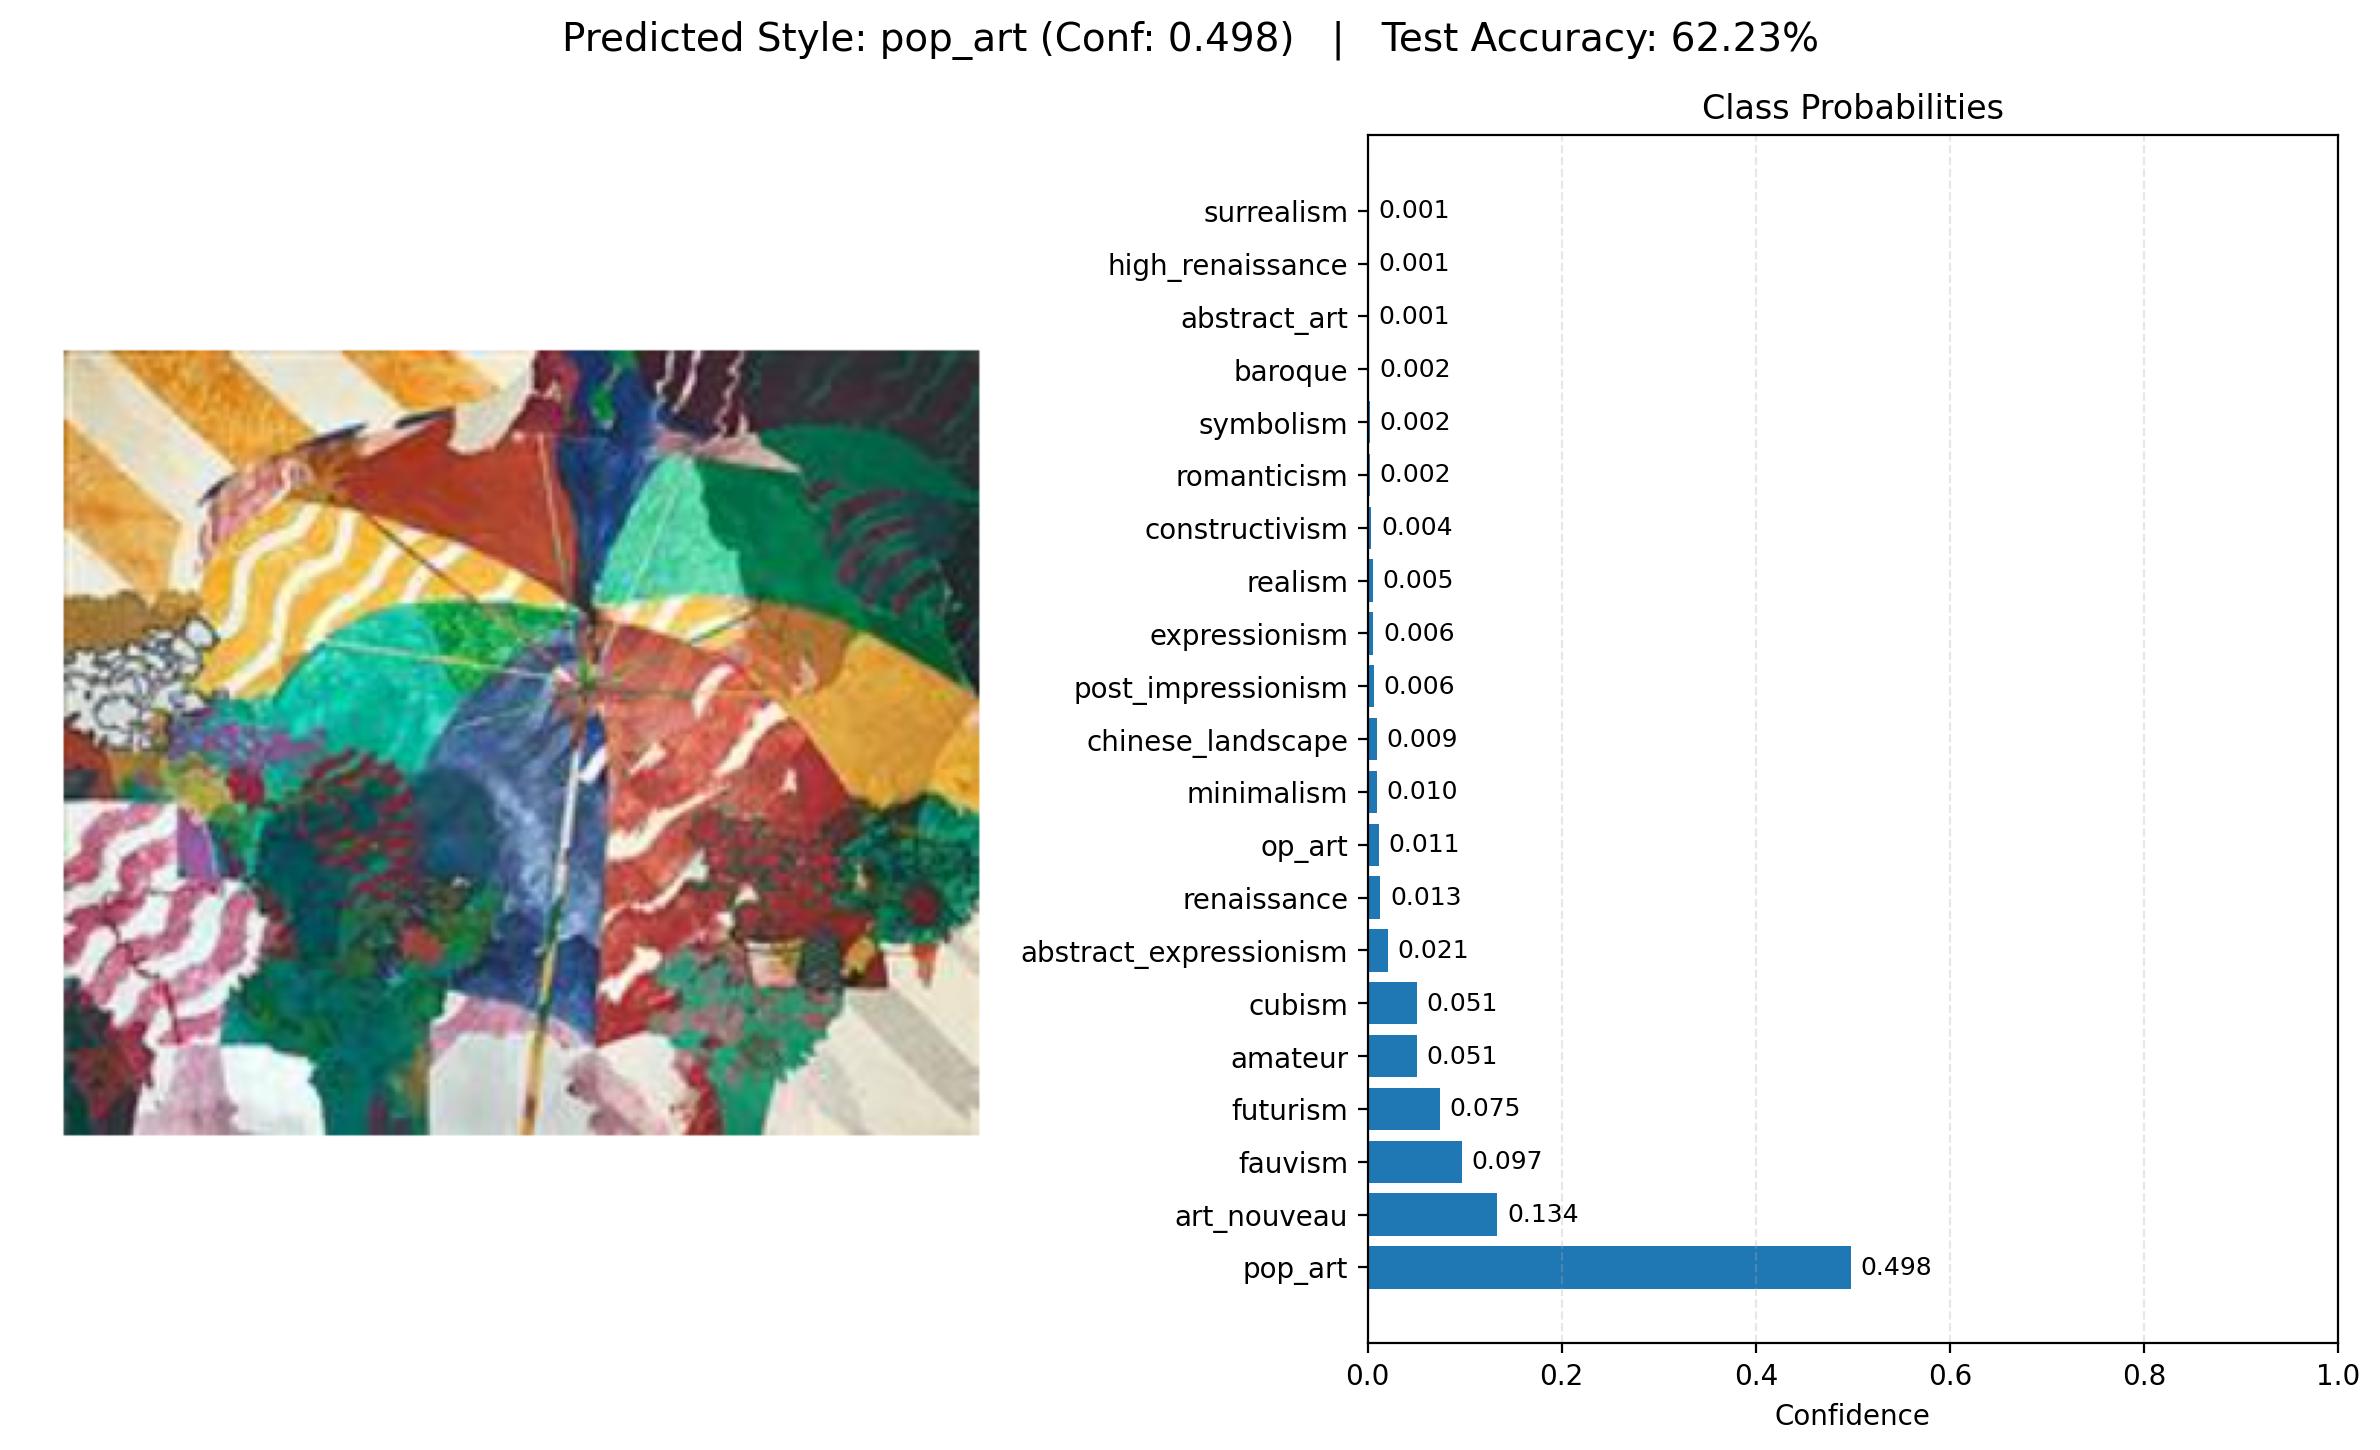 Predicted Style: pop_art (Conf: 0.498) | Test Accuracy: 62.23%
Class Probabilities
surrealism 0.001
high_renaissance 0.001
abstract_art 0.001
baroque 0.002
symbolism 0.002
romanticism 0.002
constructivism 0.004
realism 0.005
expressionism 0.006
post_impressionism 0.006
chinese_landscape 0.009
minimalism 0.010
op_art 0.011
renaissance 0.013
abstract_expressionism 0.021
cubism 0.051
amateur 0.051
futurism 0.075
fauvism 0.097
art_nouveau 0.134
pop_art 0.498
0.0 0.2 0.4 0.6 0.8 1.0
Confidence